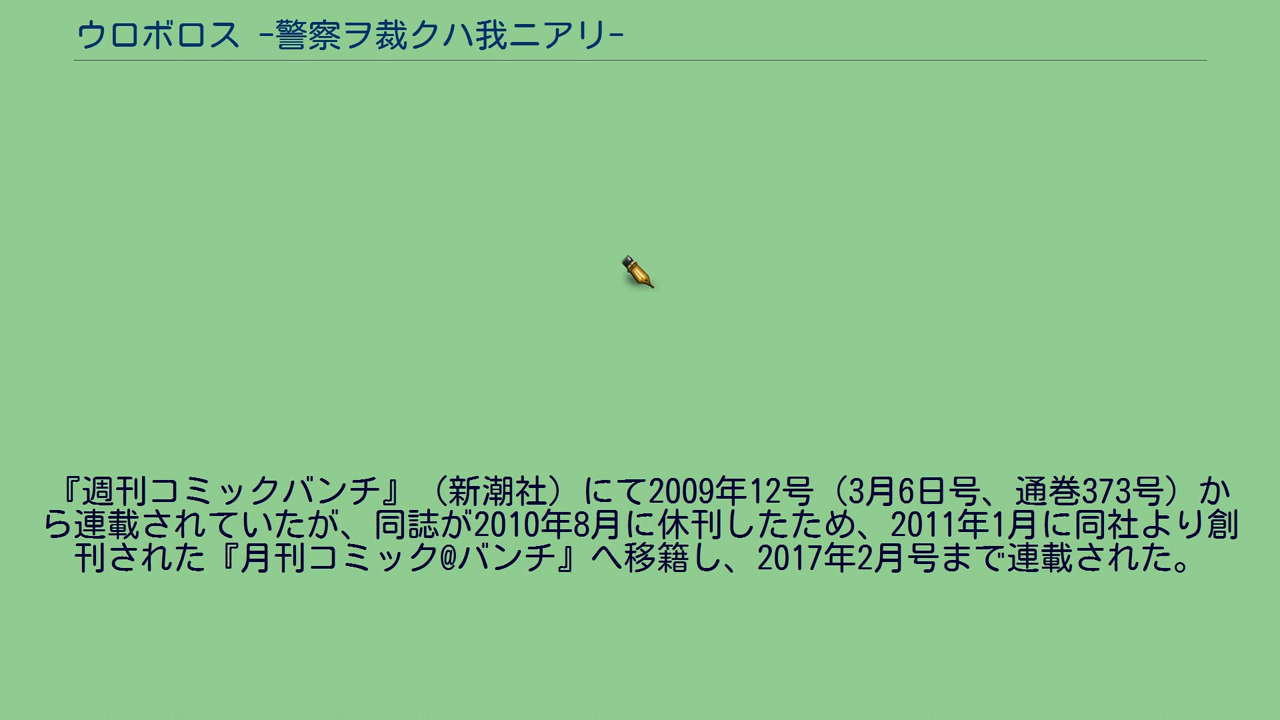 ウロボロス -警察ヲ裁クハ我ニアリ-
『週刊コミックバンチ』（新潮社）にて2009年12号（3月6日号、通巻373号）か
ら連載されていたが、同誌が2010年8月に休刊したため、2011年1月に同社より創
刊された『月刊コミック@バンチ』へ移籍し、2017年2月号まで連載された。